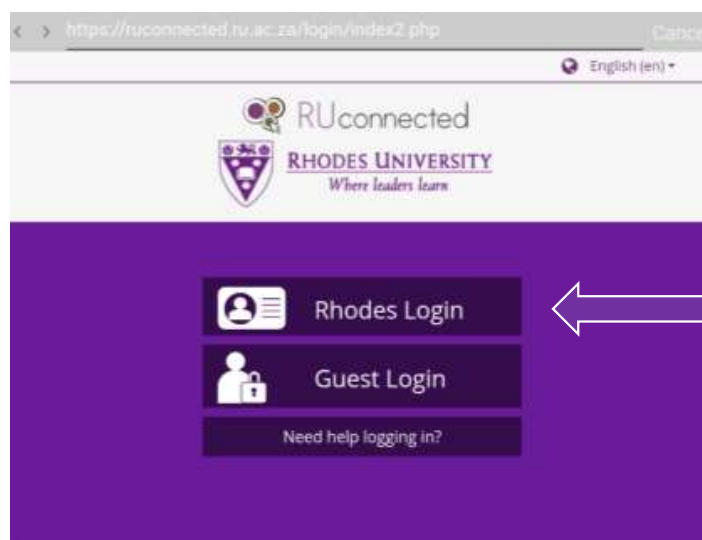 https://ruconnected.ru.ac.za/login/index2.php Cance
English (en)
RUconnected
RHODES UNIVERSITY
Where leaders learn
Rhodes Login
Guest Login
Need help logging in?